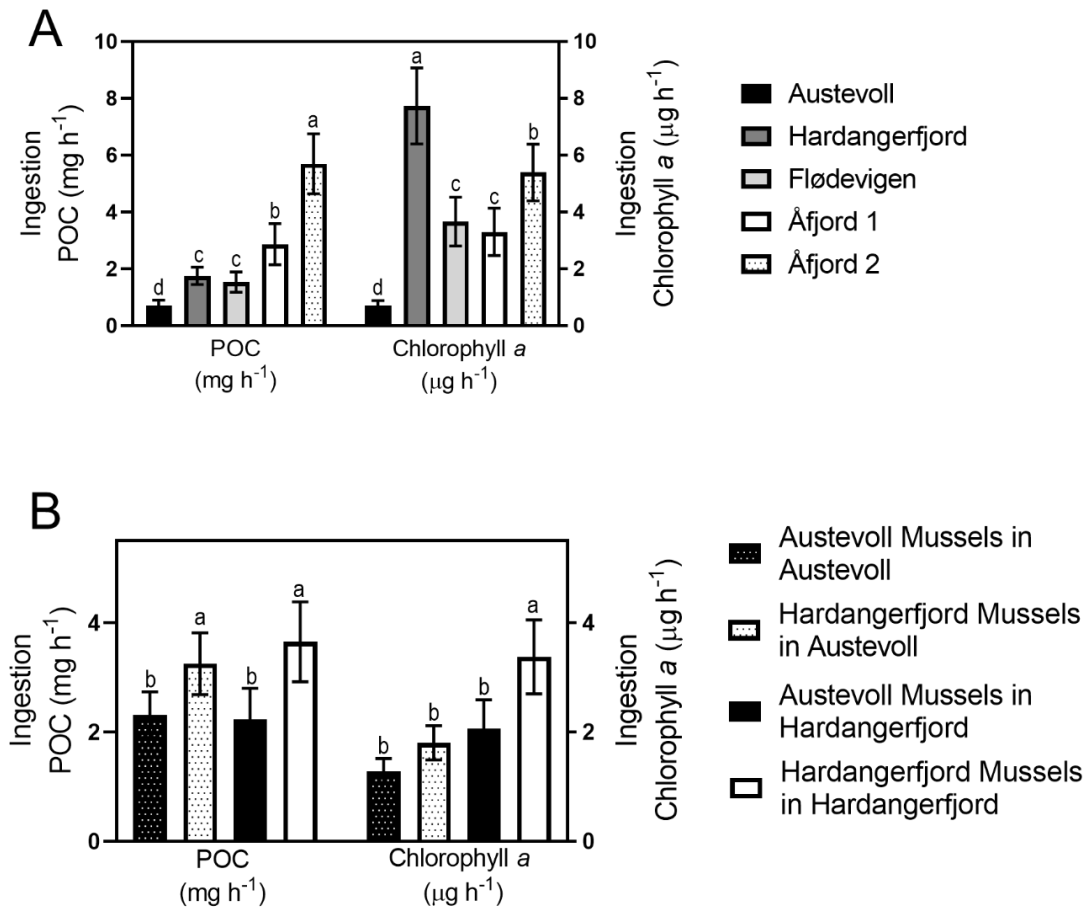 A
Ingestion
POC (mg h⁻¹)
10
8
6
4
2
0
d
c
c
b
a
d
a
c
c
b
10
8
6
4
2
0
Ingestion
Chlorophyll a (µg h⁻¹)
POC
(mg h⁻¹)
Chlorophyll a
(µg h⁻¹)
Austevoll
Hardangerfjord
Flødevigen
Åfjord 1
Åfjord 2
B
Ingestion
POC (mg h⁻¹)
4
2
0
b
a
b
a
b
b
b
a
4
2
0
Ingestion
Chlorophyll a (µg h⁻¹)
POC
(mg h⁻¹)
Chlorophyll a
(µg h⁻¹)
Austevoll Mussels in
Austevoll
Hardangerfjord Mussels
in Austevoll
Austevoll Mussels in
Hardangerfjord
Hardangerfjord Mussels
in Hardangerfjord